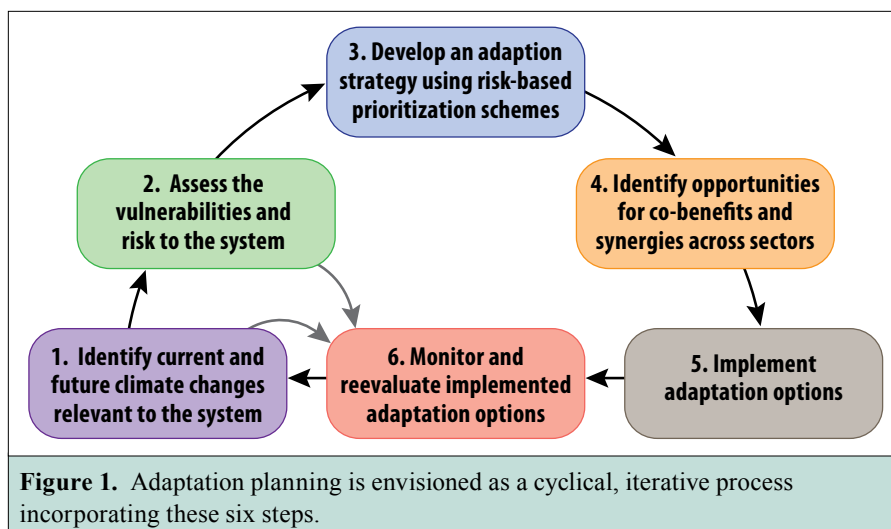 3. Develop an adaption
strategy using risk-based
prioritization schemes
2. Assess the
vulnerabilities and
risk to the system
4. Identify opportunities
for co-benefits and
synergies across sectors
1. Identify current and
future climate changes
relevant to the system
6. Monitor and
reevaluate implemented
adaptation options
5. Implement
adaptation options
Figure 1. Adaptation planning is envisioned as a cyclical, iterative process
incorporating these six steps.